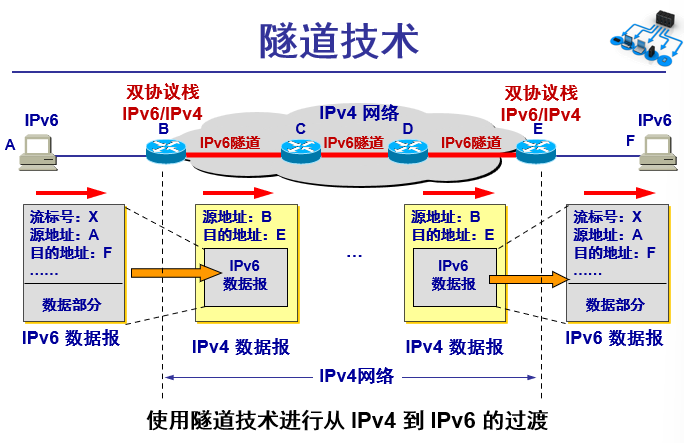 隧道技术
双协议栈
IPv6/IPv4
双协议栈
IPv6/IPv4
IPv6
IPv4 网络
IPv6
A
B
C
D
E
F
IPv6隧道
IPv6隧道
IPv6隧道
流标号：X
源地址：A
目的地址：F
……
数据部分
IPv6 数据报
源地址：B
目的地址：E
IPv6
数据报
IPv4 数据报
…
源地址：B
目的地址：E
IPv6
数据报
IPv4 数据报
流标号：X
源地址：A
目的地址：F
……
数据部分
IPv6 数据报
IPv4网络
使用隧道技术进行从 IPv4 到 IPv6 的过渡